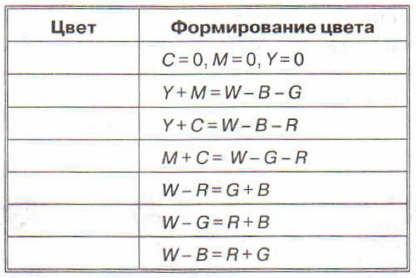 Цвет Формирование цвета
C=0, M=0, Y=0
Y+M=W–B–G
Y+C=W–B–R
M+C= W–G–R
W–R=G+B
W–G=R+B
W–B=R+G